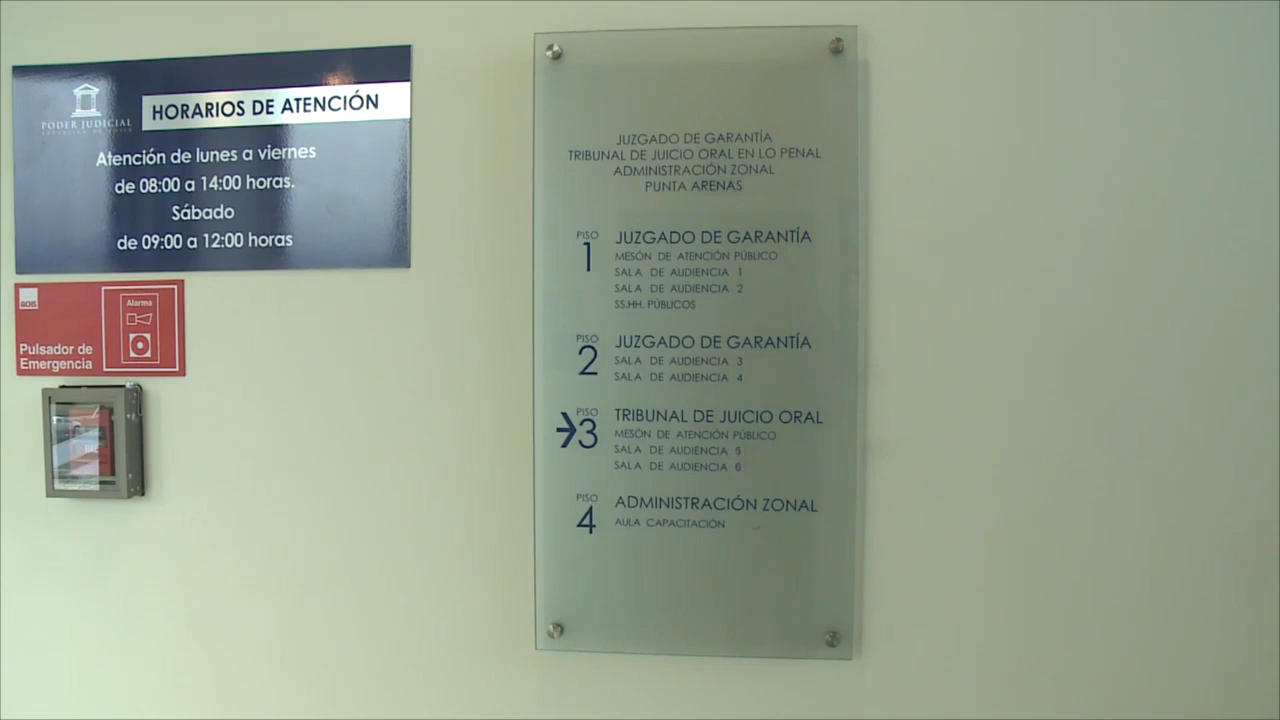 PODER JUDICIAL
REPÚBLICA DE CHILE
HORARIOS DE ATENCIÓN
Atención de lunes a viernes
de 08:00 a 14:00 horas.
Sábado
de 09:00 a 12:00 horas
ACHS
Alarma
Pulsador de
Emergencia
JUZGADO DE GARANTÍA
TRIBUNAL DE JUICIO ORAL EN LO PENAL
ADMINISTRACIÓN ZONAL
PUNTA ARENAS
PISO
1
JUZGADO DE GARANTÍA
MESÓN DE ATENCIÓN PÚBLICO
SALA DE AUDIENCIA 1
SALA DE AUDIENCIA 2
SS.HH. PÚBLICOS
PISO
2
JUZGADO DE GARANTÍA
SALA DE AUDIENCIA 3
SALA DE AUDIENCIA 4
PISO
3
TRIBUNAL DE JUICIO ORAL
MESÓN DE ATENCIÓN PÚBLICO
SALA DE AUDIENCIA 5
SALA DE AUDIENCIA 6
PISO
4
ADMINISTRACIÓN ZONAL
AULA CAPACITACIÓN